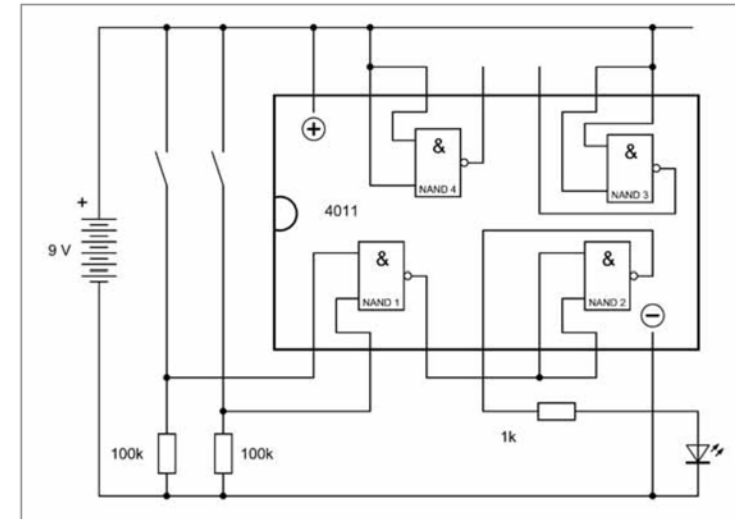 &
NAND 4
&
NAND 3
+
4011
+
9 V
&
NAND 1
&
NAND 2
−
100k
100k
1k